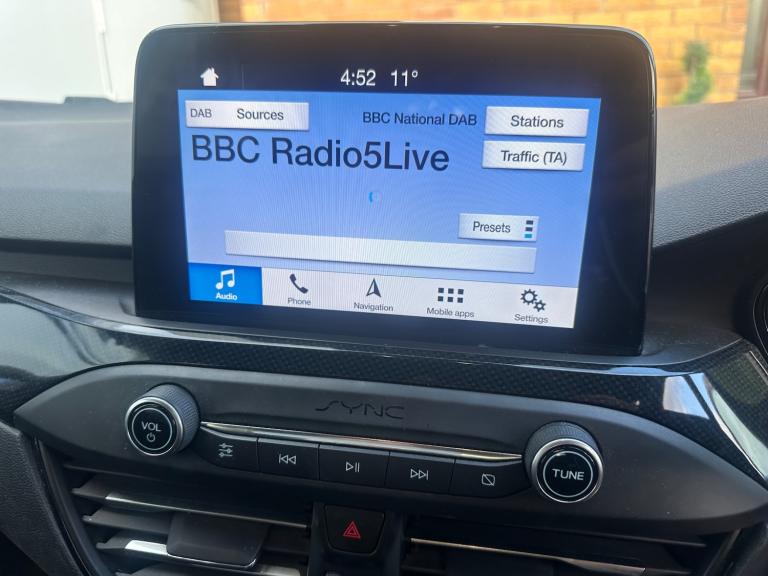 4:52 11°
DAB Sources
BBC National DAB
Stations
BBC Radio5Live
Traffic (TA)
Presets
Audio
Phone
Navigation
Mobile apps
Settings
SYNC
VOL
TUNE